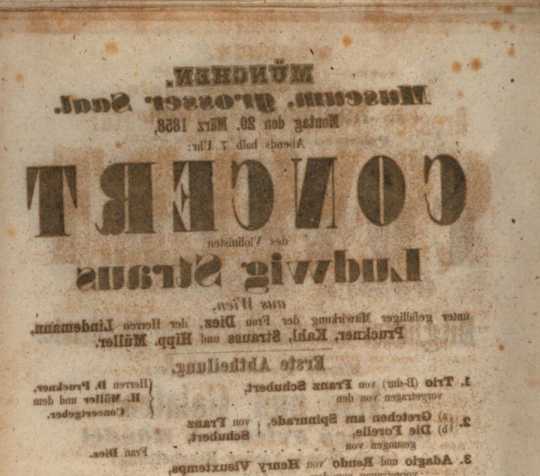 MÜNCHEN.
Museum, grosser Saal.
Montag den 29. März 1858,
Abends halb 7 Uhr:
CONCERT
des Violinisten
Ludwig Straus
aus Wien,
unter gefälliger Mitwirkung der Frau Diez, der Herren Lindemann,
Pruckner, Kahl, Strauss und Hipp. Müller.
Erste Abtheilung.
1. Trio (B-dur) von Franz Schubert, Herren D. Pruckner,
vorgetragen von den H. Müller und dem
Concertgeber.
2. (a) Gretchen am Spinnrade, von Franz
(b) Die Forelle, Schubert,
gesungen von Frau Diez.
3. Adagio und Rondo von Henry Vieuxtemps,